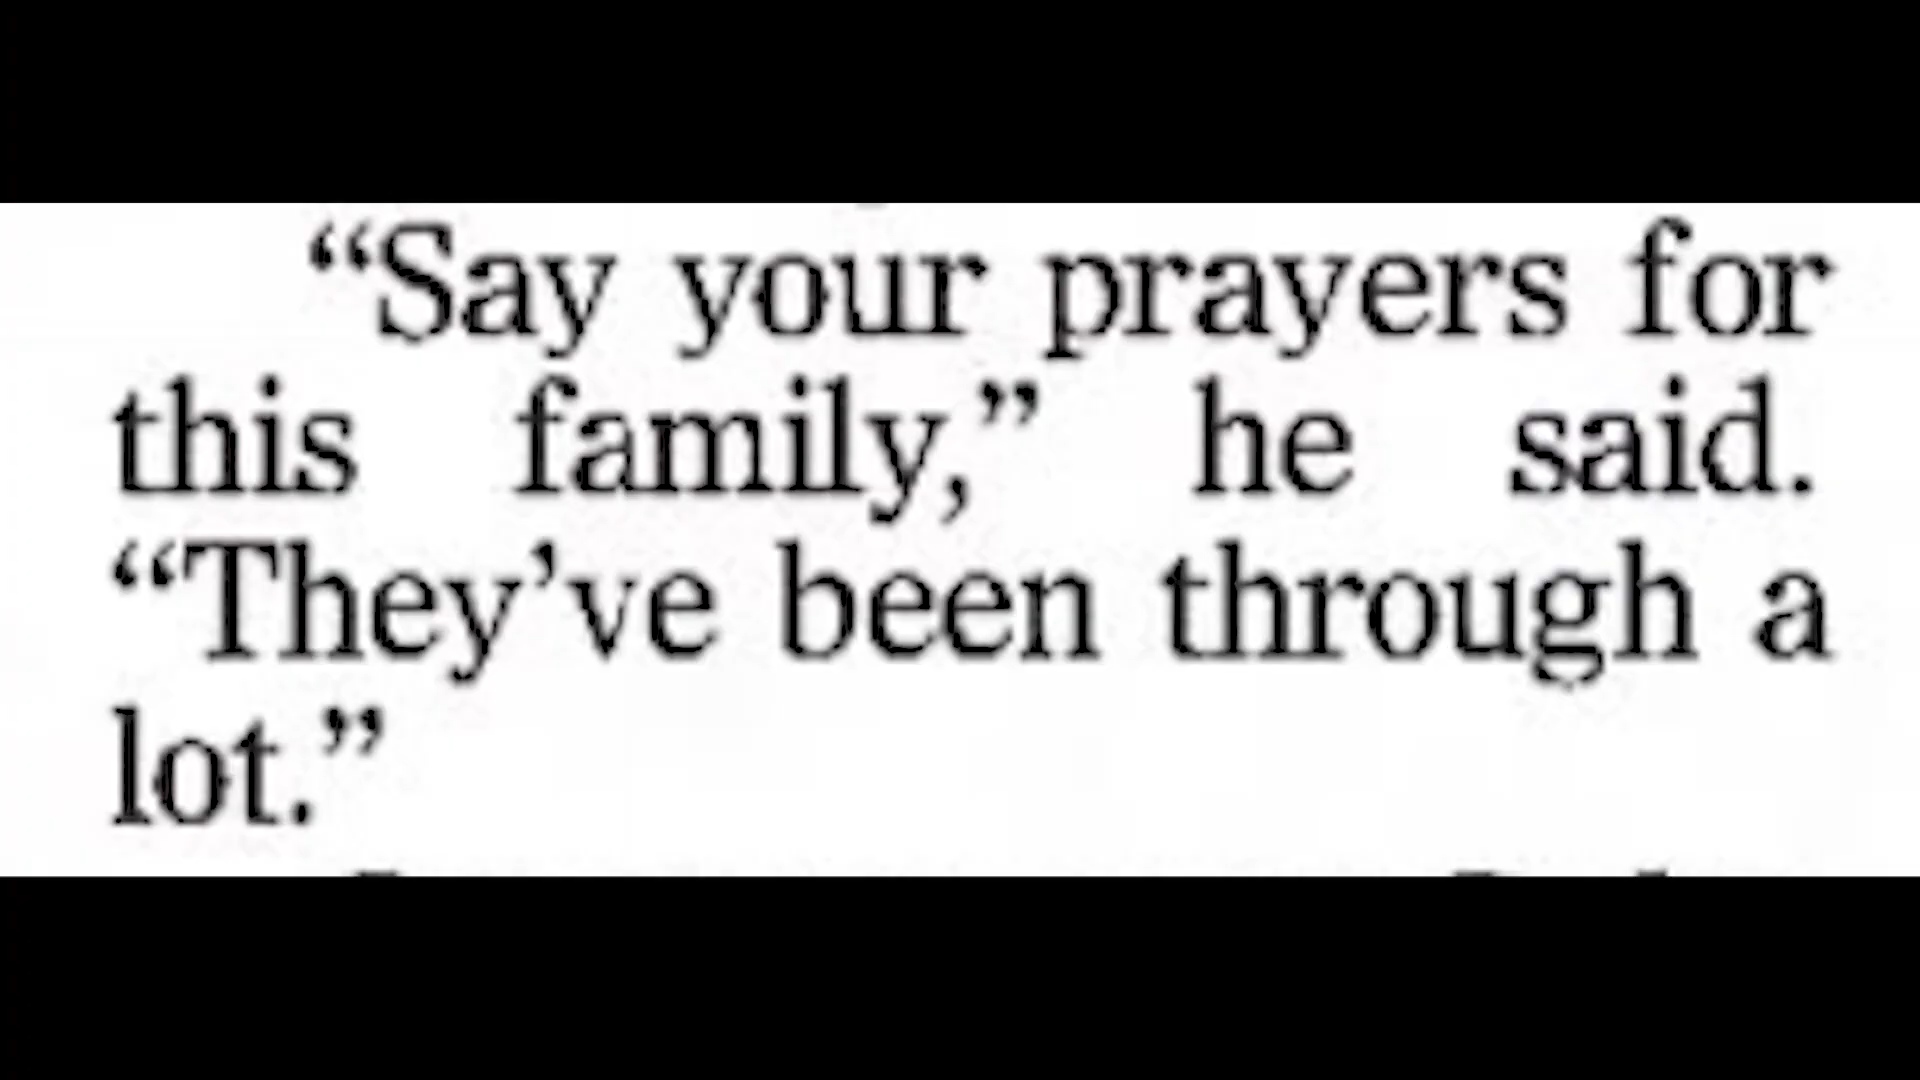 “Say your prayers for
this family,” he said.
“They’ve been through a
lot.”